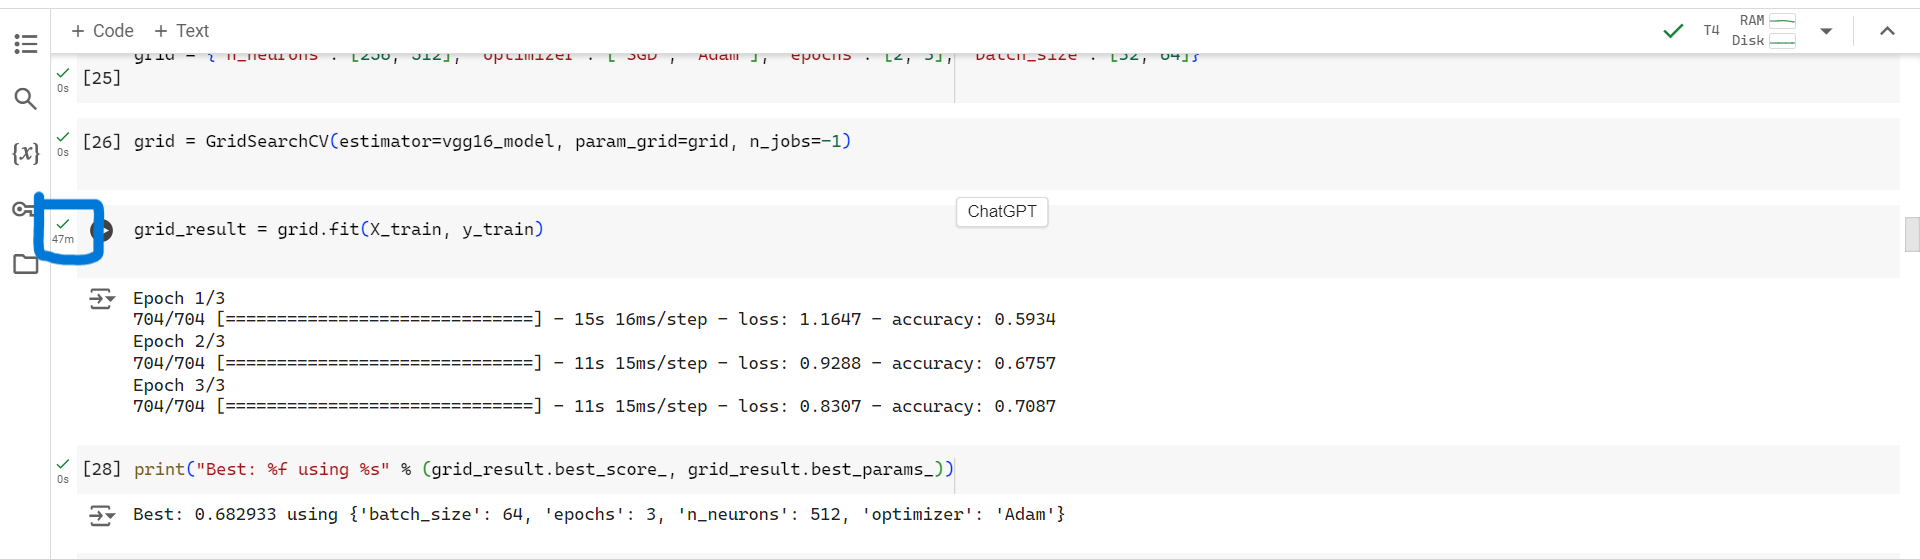 + Code + Text
T4 RAM
Disk
grid = { 'n_neurons': [256, 512], 'optimizer': ['SGD', 'Adam'], 'epochs': [2, 3], 'batch_size': [32, 64]}
0s [25]
0s [26] grid = GridSearchCV(estimator=vgg16_model, param_grid=grid, n_jobs=-1)
{x}
ChatGPT
47m grid_result = grid.fit(X_train, y_train)
Epoch 1/3
704/704 [==============================] - 15s 16ms/step - loss: 1.1647 - accuracy: 0.5934
Epoch 2/3
704/704 [==============================] - 11s 15ms/step - loss: 0.9288 - accuracy: 0.6757
Epoch 3/3
704/704 [==============================] - 11s 15ms/step - loss: 0.8307 - accuracy: 0.7087
0s [28] print("Best: %f using %s" % (grid_result.best_score_, grid_result.best_params_))
Best: 0.682933 using {'batch_size': 64, 'epochs': 3, 'n_neurons': 512, 'optimizer': 'Adam'}